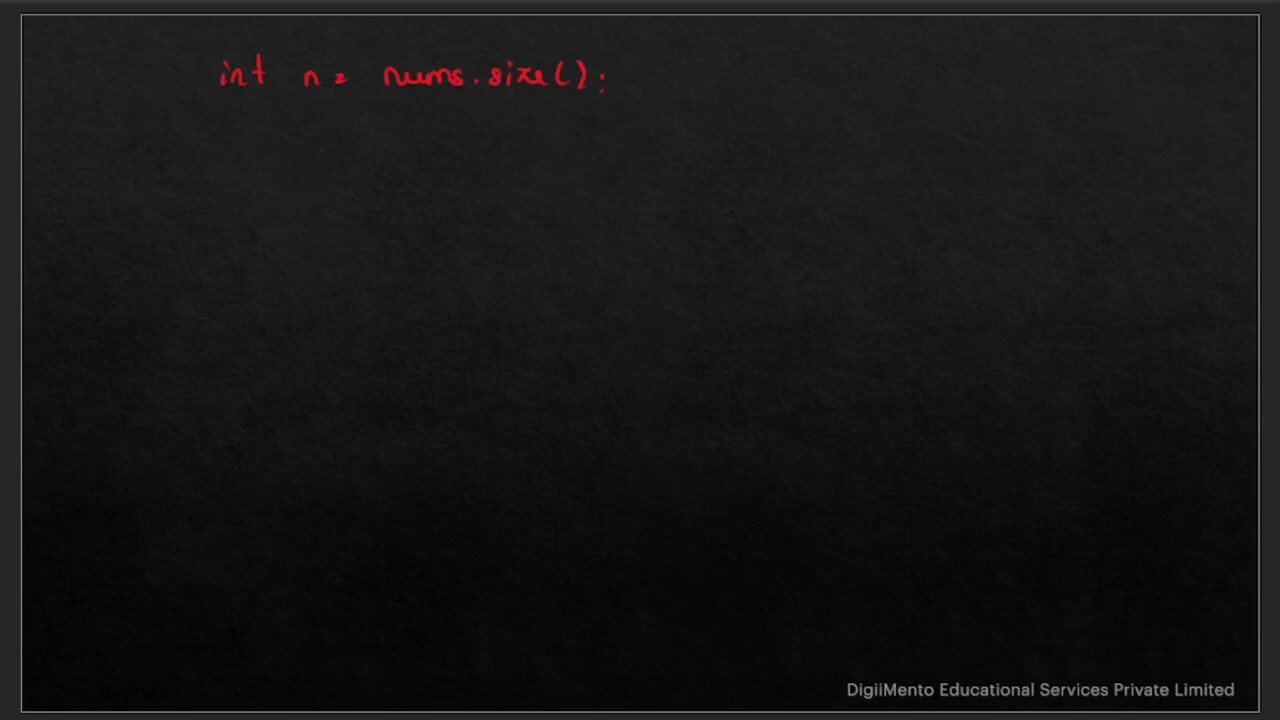 int n = nums.size();
DigiiMento Educational Services Private Limited